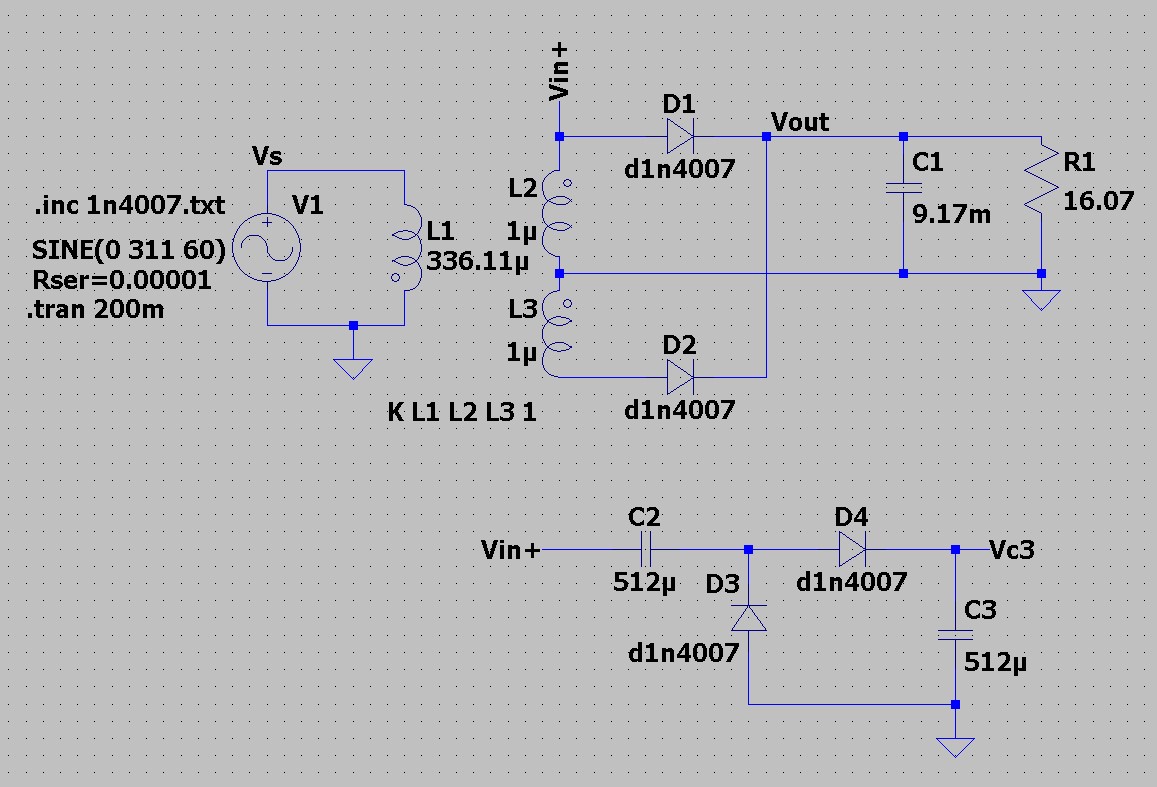 Vin+
D1
Vout
d1n4007
Vs
C1
R1
.inc 1n4007.txt
V1
L2
16.07
9.17m
1µ
L1
SINE(0 311 60)
336.11µ
Rser=0.00001
.tran 200m
L3
1µ
D2
d1n4007
K L1 L2 L3 1
C2
D4
Vin+
Vc3
512µ
D3
d1n4007
C3
d1n4007
512µ